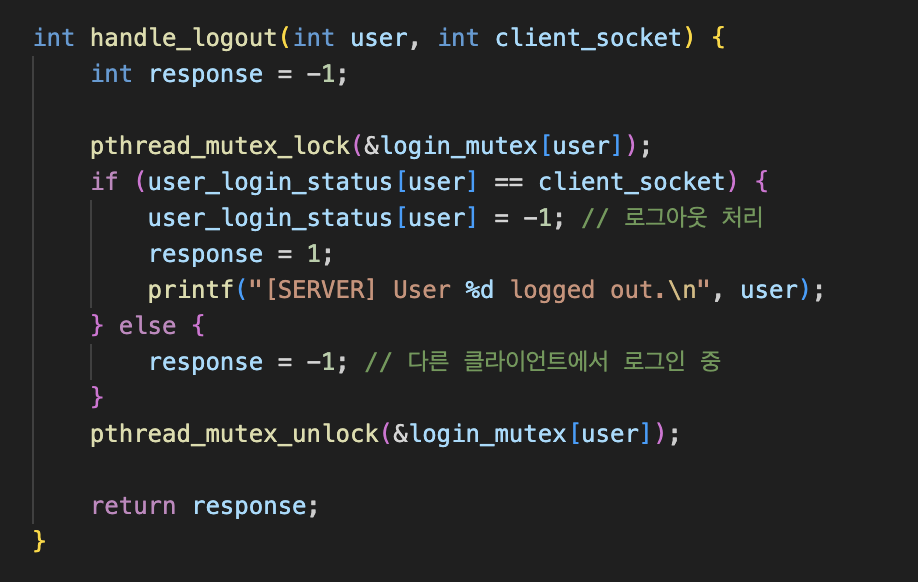 int handle_logout(int user, int client_socket) {
    int response = -1;

    pthread_mutex_lock(&login_mutex[user]);
    if (user_login_status[user] == client_socket) {
        user_login_status[user] = -1; // 로그아웃 처리
        response = 1;
        printf("[SERVER] User %d logged out.\n", user);
    } else {
        response = -1; // 다른 클라이언트에서 로그인 중
    }
    pthread_mutex_unlock(&login_mutex[user]);

    return response;
}